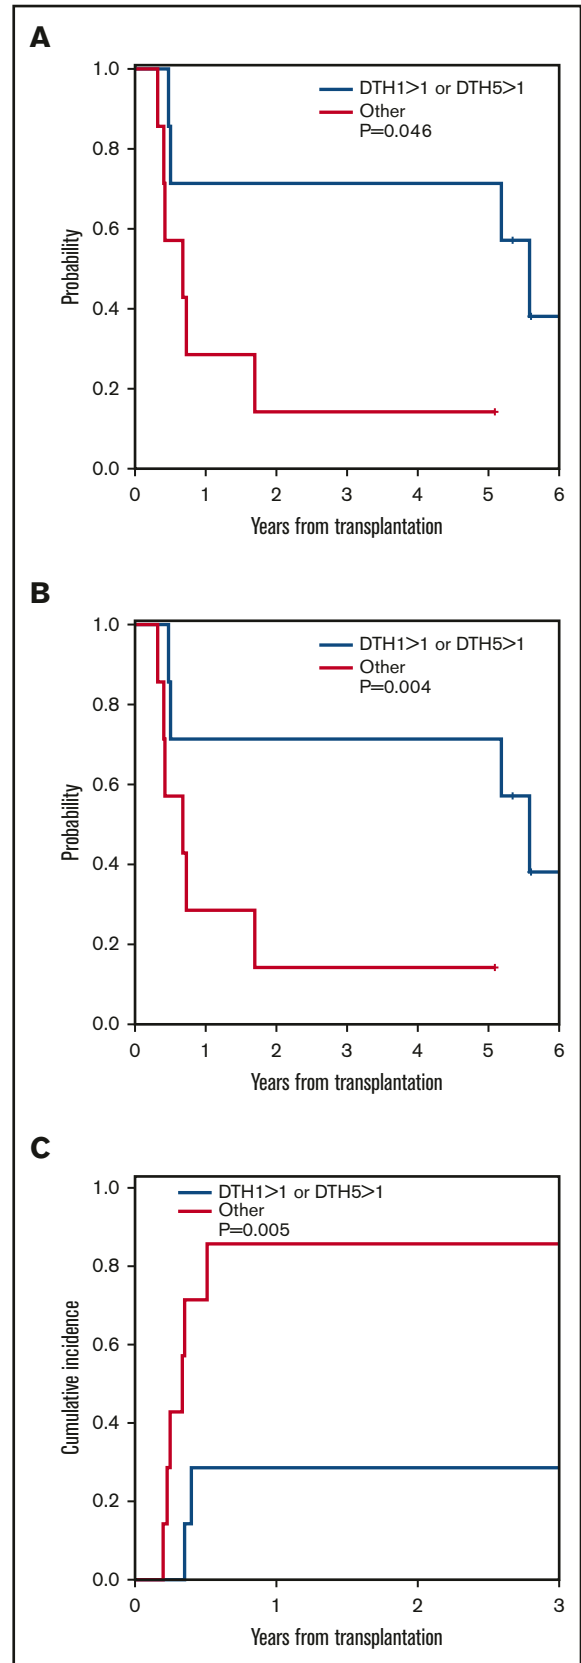 A
1.0
0.8
0.6
0.4
0.2
0.0
Probability
DTH1>1 or DTH5>1
Other
P=0.046
0 1 2 3 4 5 6
Years from transplantation
B
1.0
0.8
0.6
0.4
0.2
0.0
Probability
DTH1>1 or DTH5>1
Other
P=0.004
0 1 2 3 4 5 6
Years from transplantation
C
1.0
0.8
0.6
0.4
0.2
0.0
Cumulative incidence
DTH1>1 or DTH5>1
Other
P=0.005
0 1 2 3
Years from transplantation